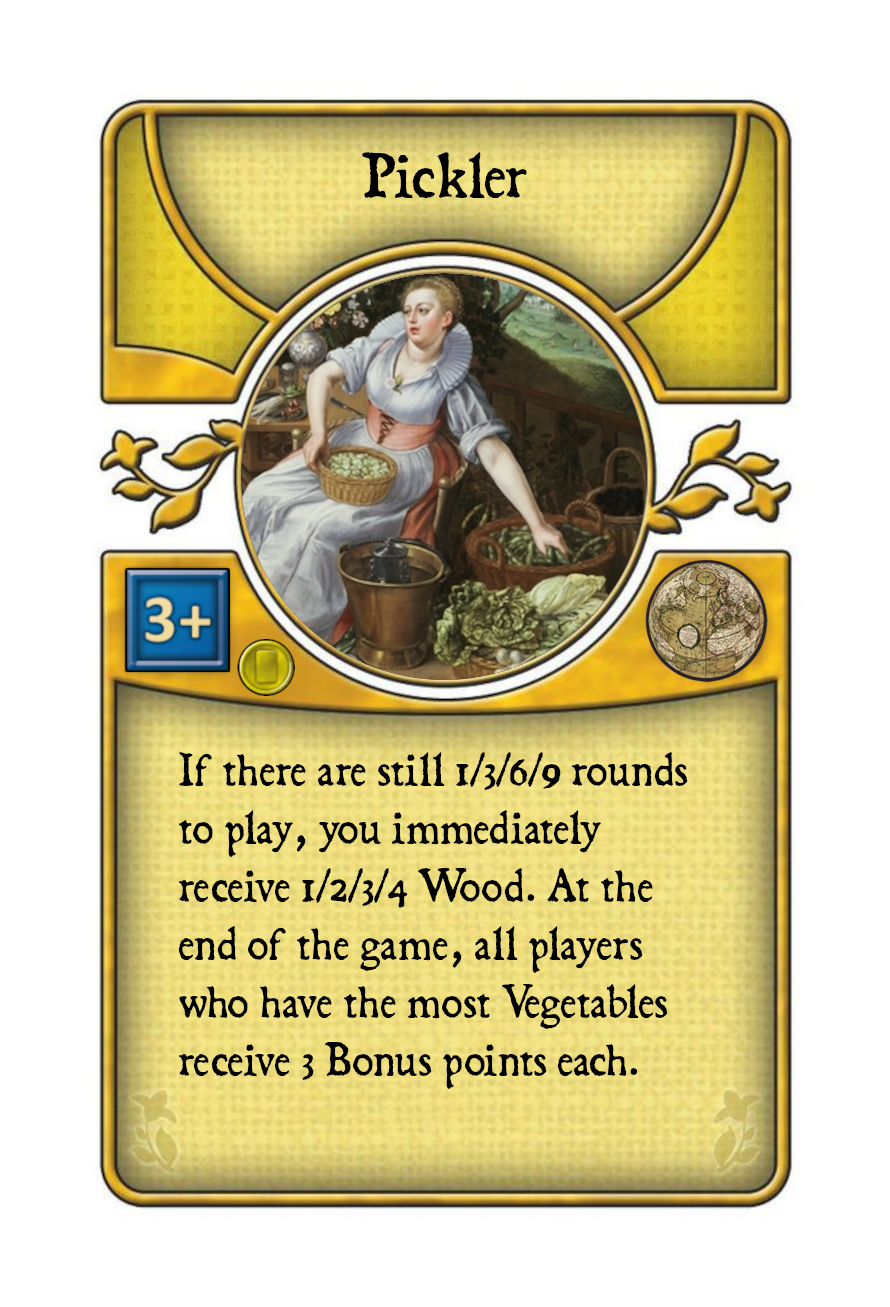 Pickler
3+
If there are still 1/3/6/9 rounds
to play, you immediately
receive 1/2/3/4 Wood. At the
end of the game, all players
who have the most Vegetables
receive 3 Bonus points each.